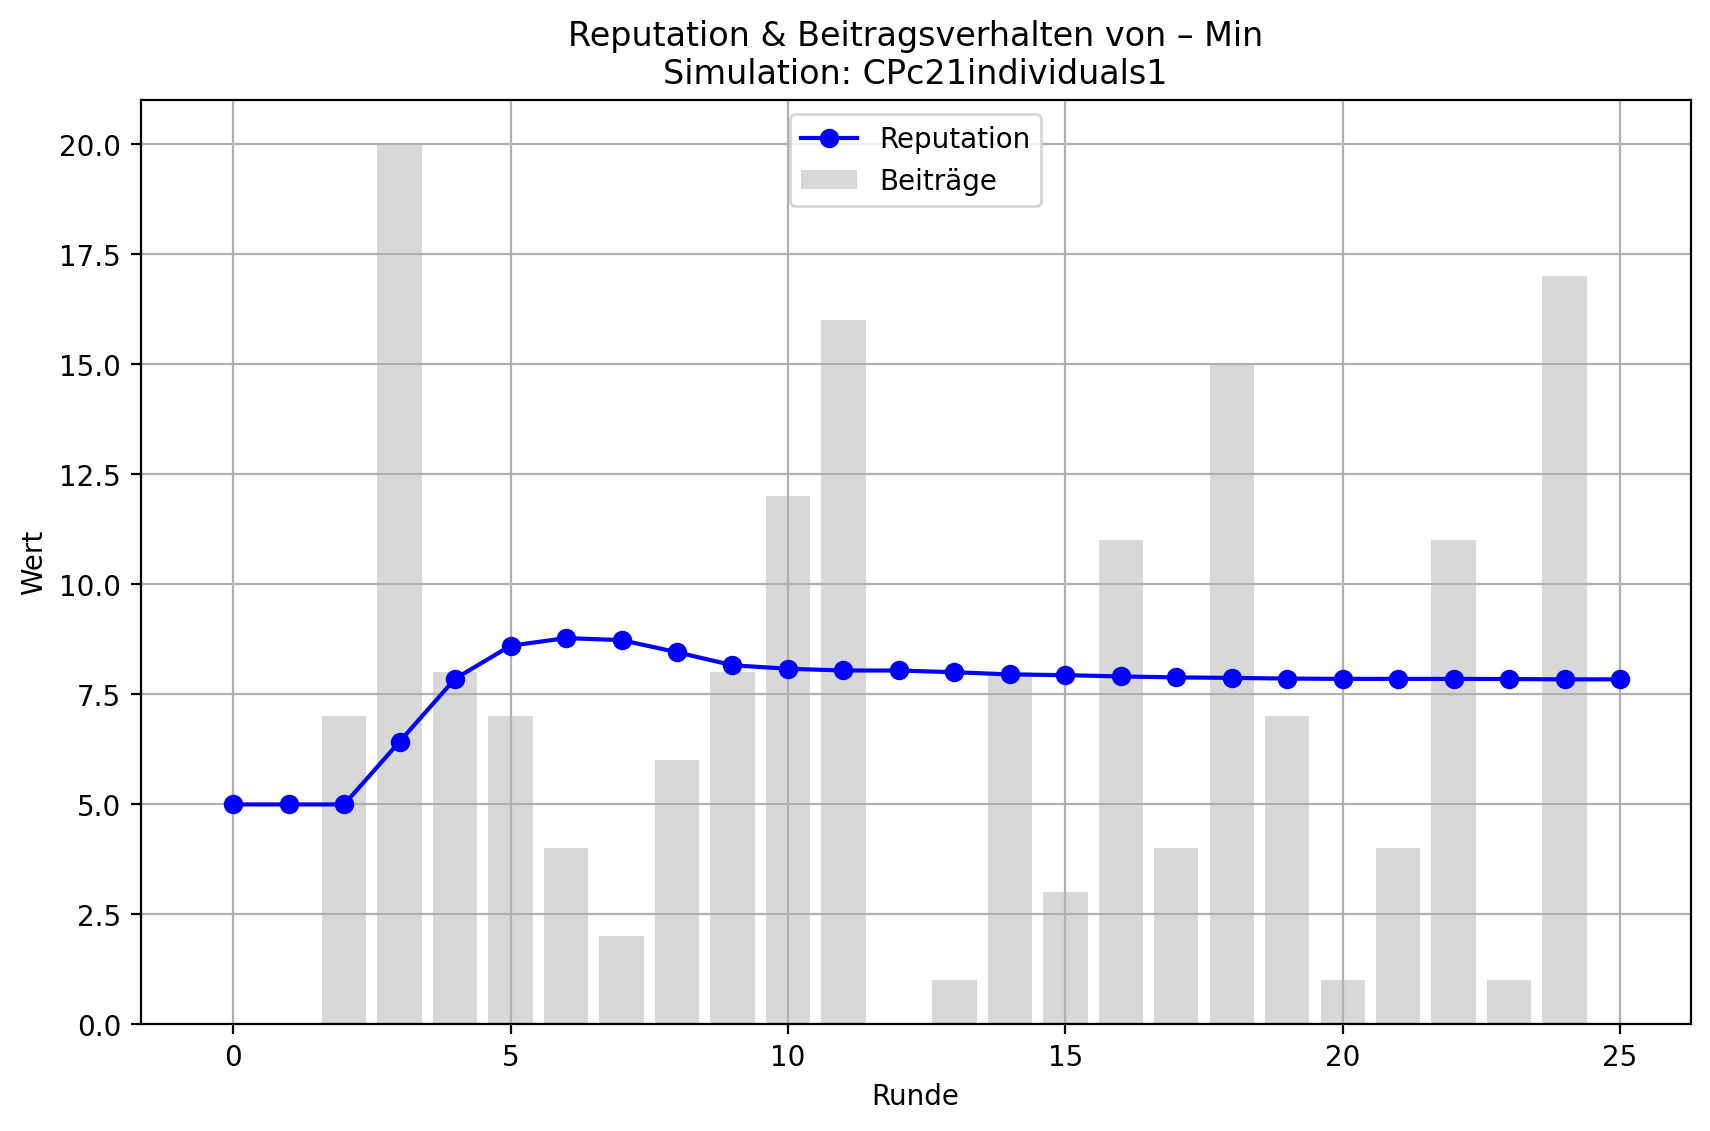 Reputation & Beitragsverhalten von – Min
Simulation: CPc21individuals1
Reputation
Beiträge
20.0
17.5
15.0
12.5
10.0
7.5
5.0
2.5
0.0
Wert
0 5 10 15 20 25
Runde